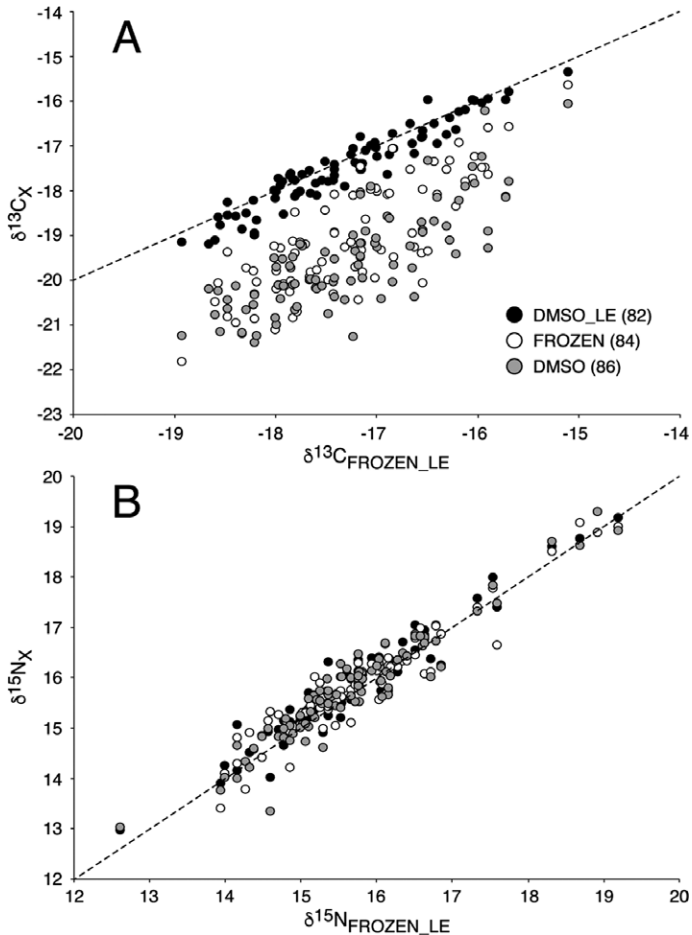 A
-14
-15
-16
-17
-18
-19
-20
-21
-22
-23
δ13CX
DMSO_LE (82)
FROZEN (84)
DMSO (86)
-20 -19 -18 -17 -16 -15 -14
δ13CFROZEN_LE
B
20
19
18
17
16
15
14
13
12
δ15NX
12 13 14 15 16 17 18 19 20
δ15NFROZEN_LE